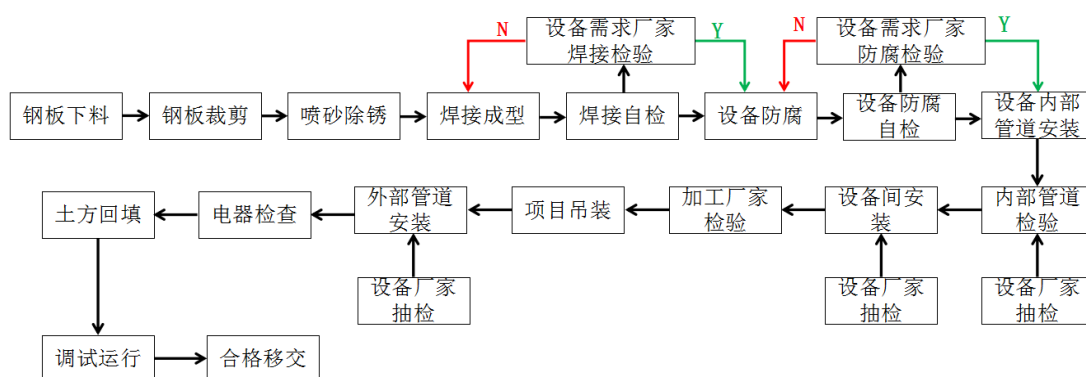 N
设备需求厂家
焊接检验
Y
N
设备需求厂家
防腐检验
Y
钢板下料
钢板裁剪
喷砂除锈
焊接成型
焊接自检
设备防腐
设备防腐
自检
设备内部
管道安装
土方回填
电器检查
外部管道
安装
项目吊装
加工厂家
检验
设备间安
装
内部管道
检验
设备厂家
抽检
设备厂家
抽检
设备厂家
抽检
调试运行
合格移交